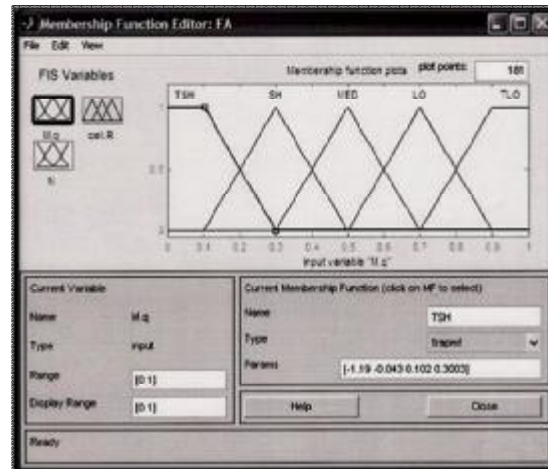 Membership Function Editor: FA
File Edit View
FIS Variables
Membership function plots
plot points:
181
M.q
del.R
fi
TSH SH MED LO TLO
1
0.5
0
0 0.1 0.2 0.3 0.4 0.5 0.6 0.7 0.8 0.9 1
input variable "M.q"
Current Variable
Name M.q
Type input
Range [0 1]
Display Range [0 1]
Current Membership Function (click on MF to select)
Name TSH
Type trapmf
Params [-1.19 -0.043 0.102 0.3003]
Help Close
Ready